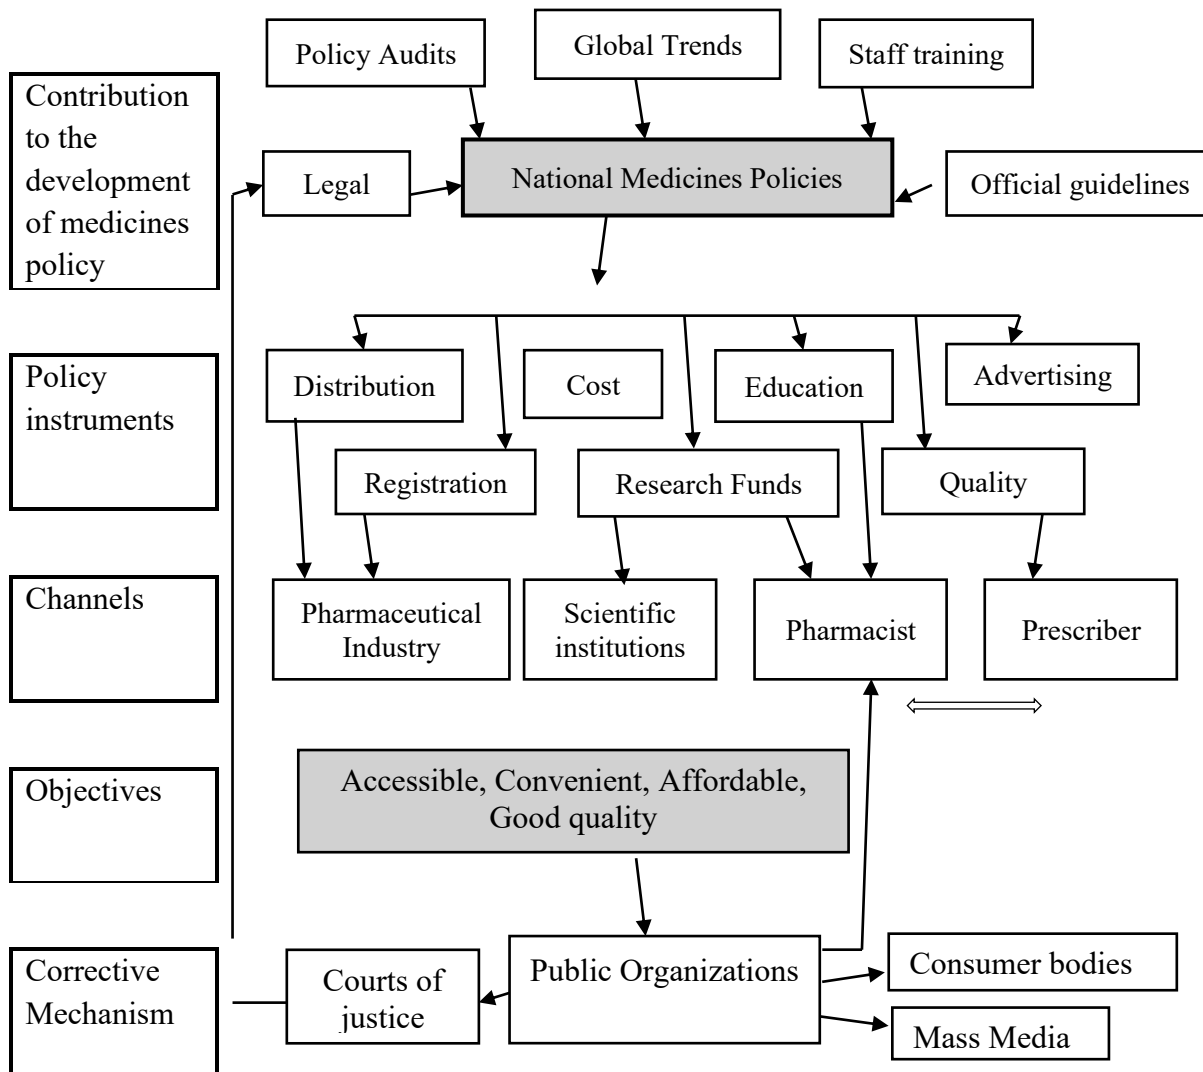 Policy Audits
Global Trends
Staff training
Contribution
to the
development
of medicines
policy
Legal
National Medicines Policies
Official guidelines
Policy
instruments
Distribution
Cost
Education
Advertising
Registration
Research Funds
Quality
Channels
Pharmaceutical
Industry
Scientific
institutions
Pharmacist
Prescriber
Objectives
Accessible, Convenient, Affordable,
Good quality
Corrective
Mechanism
Courts of
justice
Public Organizations
Consumer bodies
Mass Media